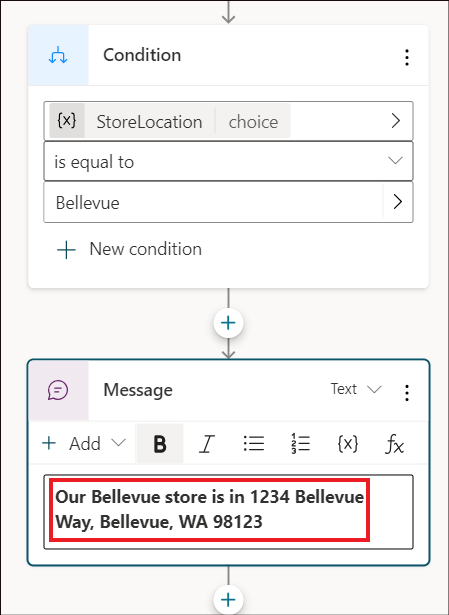 Condition
{x} StoreLocation choice
is equal to
Bellevue
+ New condition
Message Text
+ Add B I {x} fx
Our Bellevue store is in 1234 Bellevue
Way, Bellevue, WA 98123